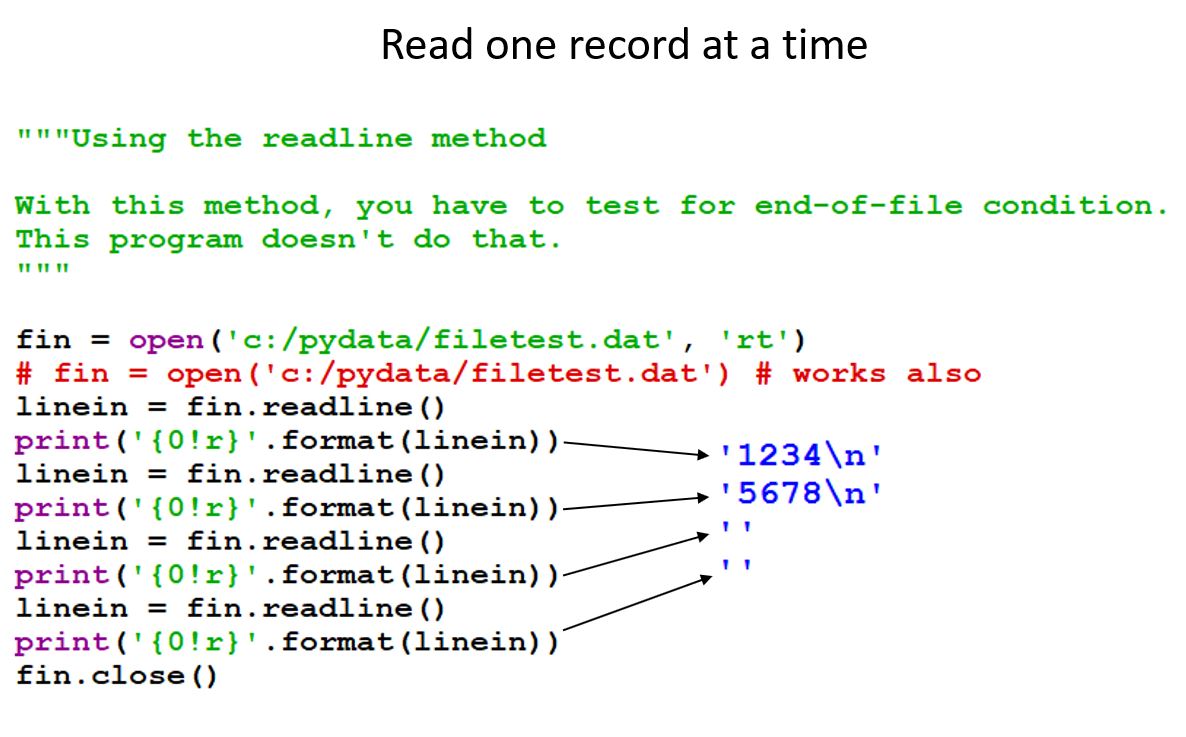 Read one record at a time
"""Using the readline method
With this method, you have to test for end-of-file condition.
This program doesn't do that.
"""
fin = open('c:/pydata/filetest.dat', 'rt')
# fin = open('c:/pydata/filetest.dat') # works also
linein = fin.readline()
print('{0!r}'.format(linein))
'1234\n'
linein = fin.readline()
print('{0!r}'.format(linein))
'5678\n'
linein = fin.readline()
print('{0!r}'.format(linein))
''
linein = fin.readline()
print('{0!r}'.format(linein))
''
fin.close()